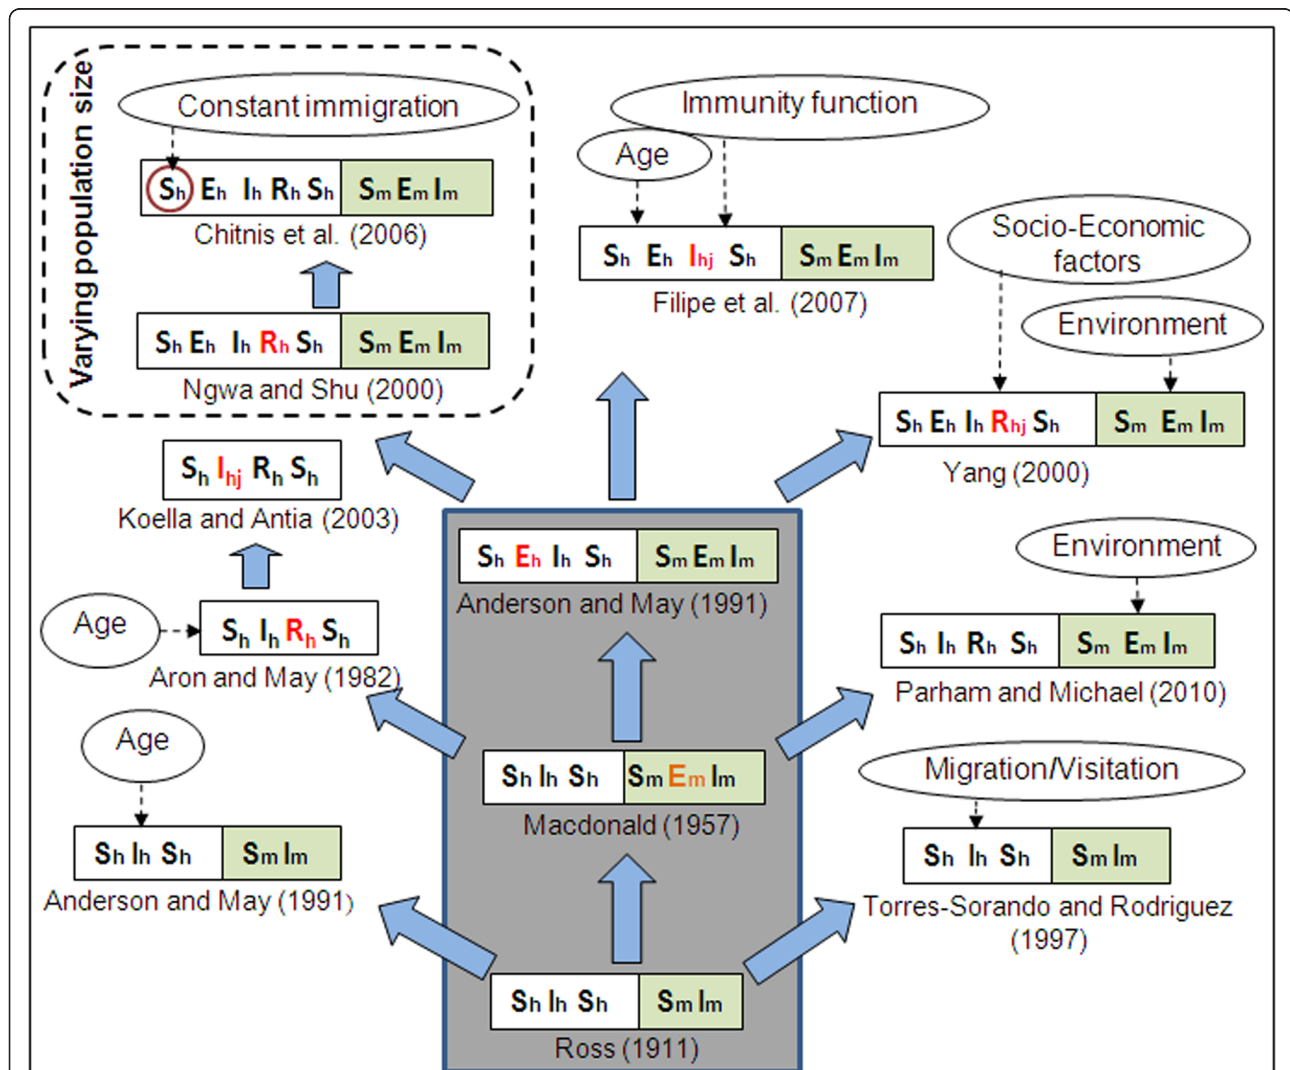 Varying population size
Constant immigration
Sh Eh Ih Rh Sh Sm Em Im
Chitnis et al. (2006)
Sh Eh Ih Rh Sh Sm Em Im
Ngwa and Shu (2000)
Immunity function
Age
Sh Eh Ihj Sh Sm Em Im
Filipe et al. (2007)
Socio-Economic
factors
Environment
Sh Eh Ih Rhj Sh Sm Em Im
Yang (2000)
Sh Ihj Rh Sh
Koella and Antia (2003)
Age
Sh Ih Rh Sh
Aron and May (1982)
Sh Eh Ih Sh Sm Em Im
Anderson and May (1991)
Environment
Sh Ih Rh Sh Sm Em Im
Parham and Michael (2010)
Age
Sh Ih Sh Sm Im
Anderson and May (1991)
Sh Ih Sh Sm Em Im
Macdonald (1957)
Migration/Visitation
Sh Ih Sh Sm Im
Torres-Sorando and Rodriguez
(1997)
Sh Ih Sh Sm Im
Ross (1911)